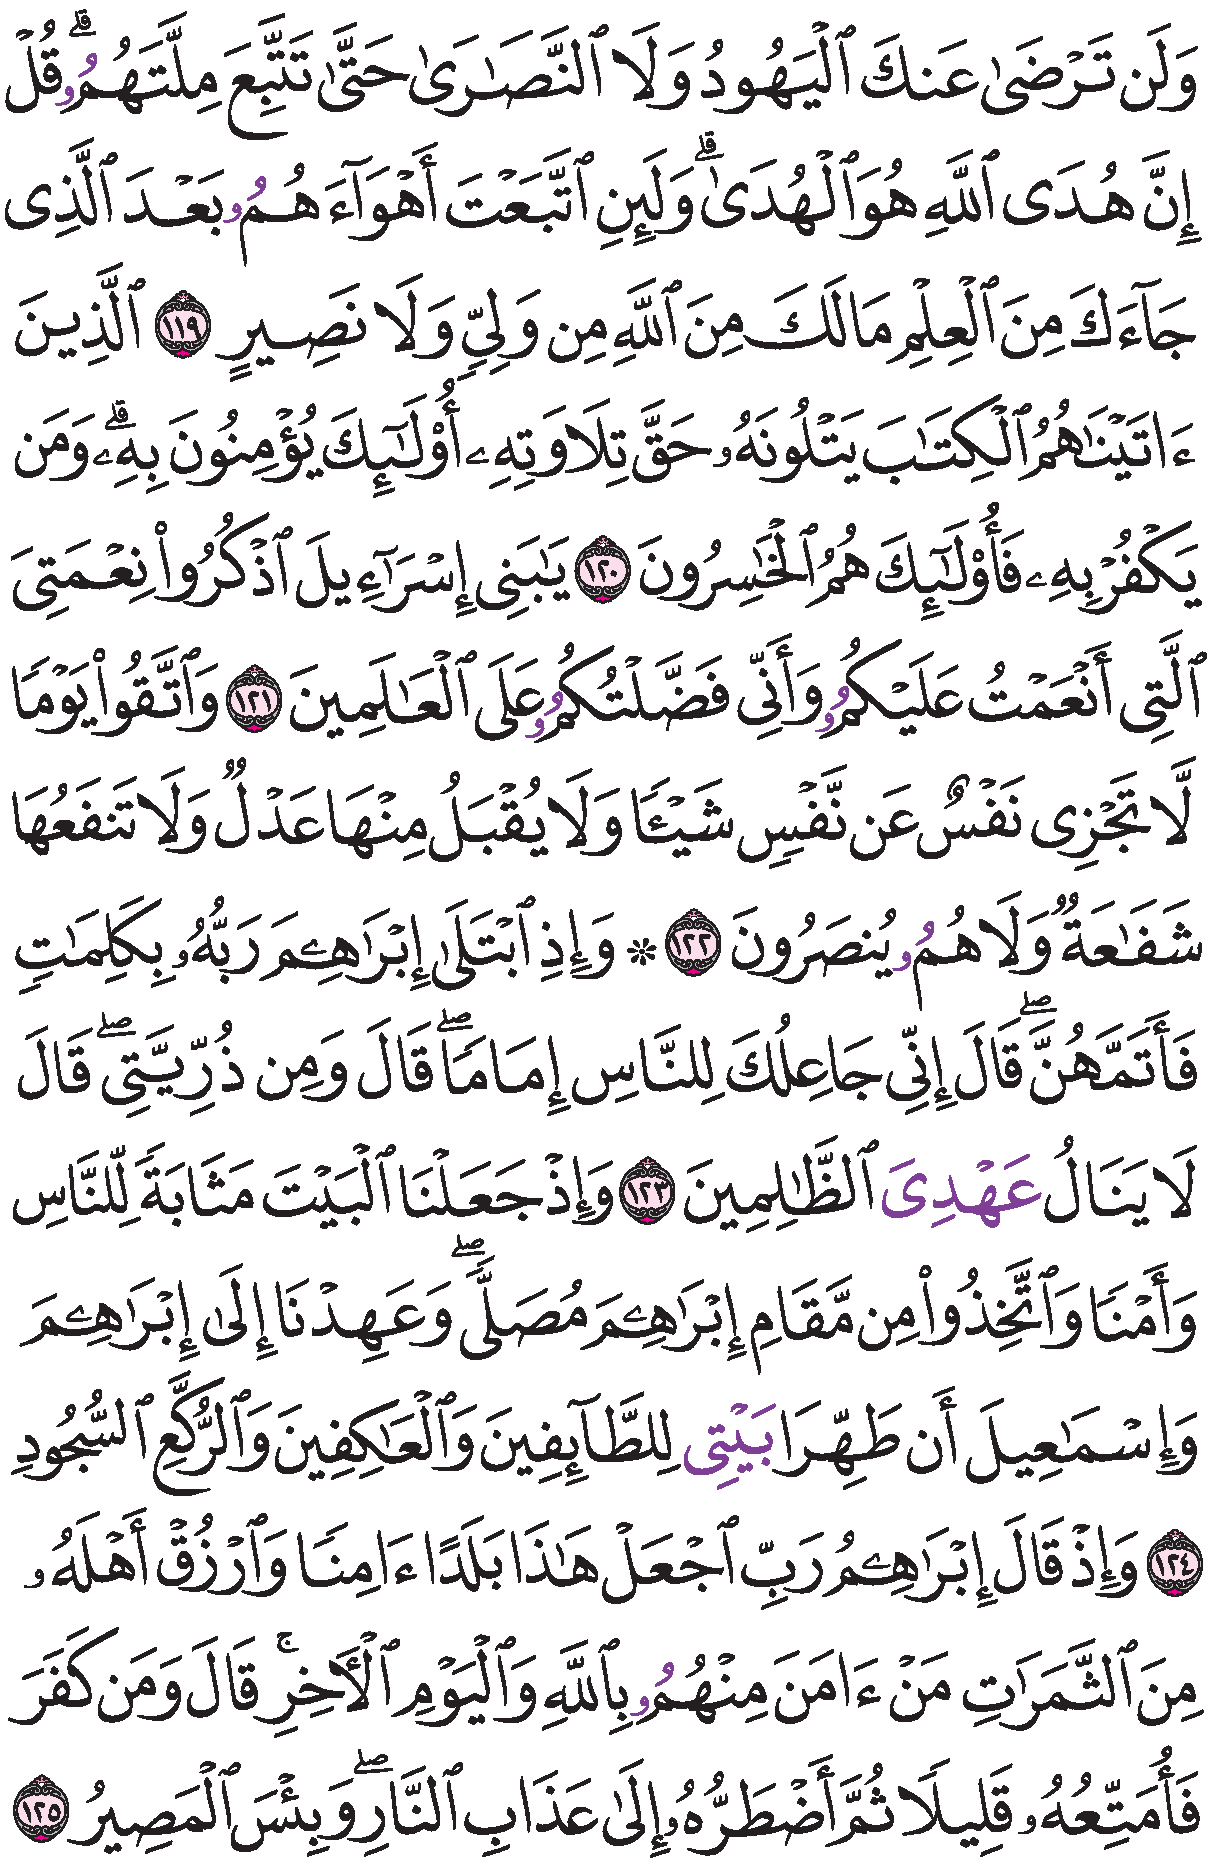 وَلَن تَرْضَىٰ عَنكَ ٱلْيَهُودُ وَلَا ٱلنَّصَٰرَىٰ حَتَّىٰ تَتَّبِعَ مِلَّتَهُمُۥ ۗ قُلْ
إِنَّ هُدَى ٱللَّهِ هُوَ ٱلْهُدَىٰ ۗ وَلَئِنِ ٱتَّبَعْتَ أَهْوَآءَهُمُۥ بَعْدَ ٱلَّذِى
جَآءَكَ مِنَ ٱلْعِلْمِ مَا لَكَ مِنَ ٱللَّهِ مِن وَلِىٍّ وَلَا نَصِيرٍ ١١٩ ٱلَّذِينَ
ءَاتَيْنَٰهُمُ ٱلْكِتَٰبَ يَتْلُونَهُۥ حَقَّ تِلَاوَتِهِۦ أُو۟لَٰٓئِكَ يُؤْمِنُونَ بِهِۦ ۗ وَمَن
يَكْفُرْ بِهِۦ فَأُو۟لَٰٓئِكَ هُمُ ٱلْخَٰسِرُونَ ١٢٠ يَٰبَنِى إِسْرَآءِيلَ ٱذْكُرُوا۟ نِعْمَتِىَ
ٱلَّتِى أَنْعَمْتُ عَلَيْكُمُۥ وَأَنِّى فَضَّلْتُكُمُۥ عَلَى ٱلْعَٰلَمِينَ ١٢١ وَٱتَّقُوا۟ يَوْمًا
لَّا تَجْزِى نَفْسٌ عَن نَّفْسٍ شَيْـًٔا وَلَا يُقْبَلُ مِنْهَا عَدْلٌ وَلَا تَنفَعُهَا
شَفَٰعَةٌ وَلَا هُمُۥ يُنصَرُونَ ١٢٢ ۞ وَإِذِ ٱبْتَلَىٰ إِبْرَٰهِـۧمَ رَبُّهُۥ بِكَلِمَٰتٍ
فَأَتَمَّهُنَّ ۖ قَالَ إِنِّى جَاعِلُكَ لِلنَّاسِ إِمَامًا ۖ قَالَ وَمِن ذُرِّيَّتِى ۖ قَالَ
لَا يَنَالُ عَهْدِىَ ٱلظَّٰلِمِينَ ١٢٣ وَإِذْ جَعَلْنَا ٱلْبَيْتَ مَثَابَةً لِّلنَّاسِ
وَأَمْنًا وَٱتَّخِذُوا۟ مِن مَّقَامِ إِبْرَٰهِـۧمَ مُصَلًّى ۖ وَعَهِدْنَا إِلَىٰ إِبْرَٰهِـۧمَ
وَإِسْمَٰعِيلَ أَن طَهِّرَا بَيْتِى لِلطَّآئِفِينَ وَٱلْعَٰكِفِينَ وَٱلرُّكَّعِ ٱلسُّجُودِ
١٢٤ وَإِذْ قَالَ إِبْرَٰهِـۧمُ رَبِّ ٱجْعَلْ هَٰذَا بَلَدًا ءَامِنًا وَٱرْزُقْ أَهْلَهُۥ
مِنَ ٱلثَّمَرَٰتِ مَنْ ءَامَنَ مِنْهُمُۥ بِٱللَّهِ وَٱلْيَوْمِ ٱلْأَخِرِ ۚ قَالَ وَمَن كَفَرَ
فَأُمَتِّعُهُۥ قَلِيلًا ثُمَّ أَضْطَرُّهُۥ إِلَىٰ عَذَابِ ٱلنَّارِ ۖ وَبِئْسَ ٱلْمَصِيرُ ١٢٥